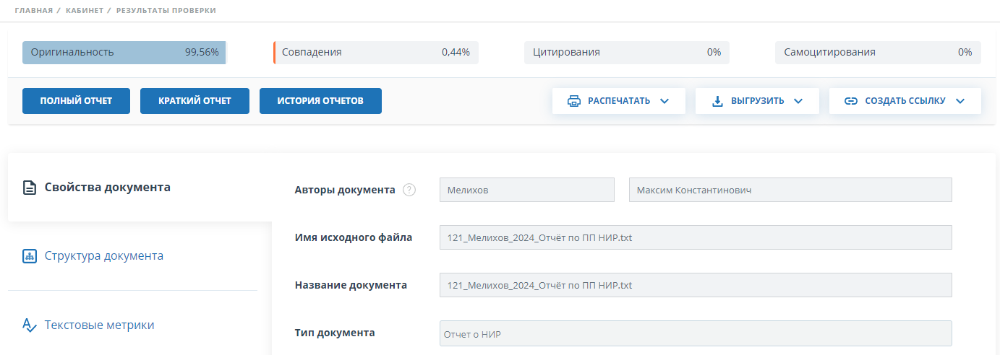 ГЛАВНАЯ / КАБИНЕТ / РЕЗУЛЬТАТЫ ПРОВЕРКИ
Оригинальность 99,56% Совпадения 0,44% Цитирования 0% Самоцитирования 0%
ПОЛНЫЙ ОТЧЕТ КРАТКИЙ ОТЧЕТ ИСТОРИЯ ОТЧЕТОВ РАСПЕЧАТАТЬ ВЫГРУЗИТЬ СОЗДАТЬ ССЫЛКУ
Свойства документа
Структура документа
Текстовые метрики
Авторы документа ? Мелихов Максим Константинович
Имя исходного файла 121_Мелихов_2024_Отчёт по ПП НИР.txt
Название документа 121_Мелихов_2024_Отчёт по ПП НИР.txt
Тип документа Отчет о НИР